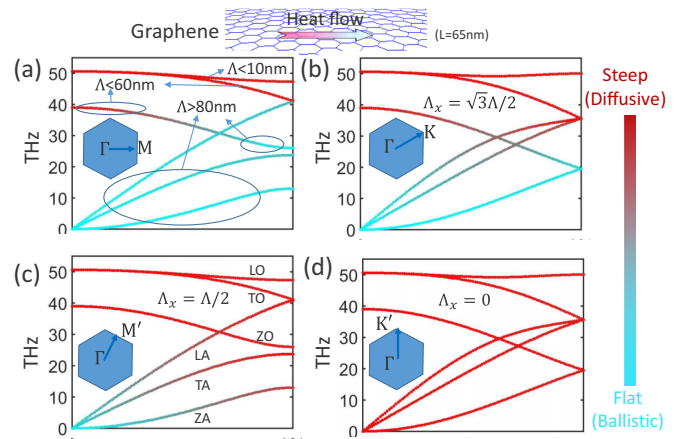 Graphene
Heat flow
(L=65nm)
(a)
Λ<10nm
Λ<60nm
Λ>80nm
THz
50
40
30
20
10
0
Γ
M
(b)
Λₓ = √3Λ/2
THz
50
40
30
20
10
0
Γ
K
Steep
(Diffusive)
(c)
LO
TO
ZO
LA
TA
ZA
Λₓ = Λ/2
THz
50
40
30
20
10
0
Γ
M′
(d)
Λₓ = 0
THz
50
40
30
20
10
0
Γ
K′
Flat
(Ballistic)